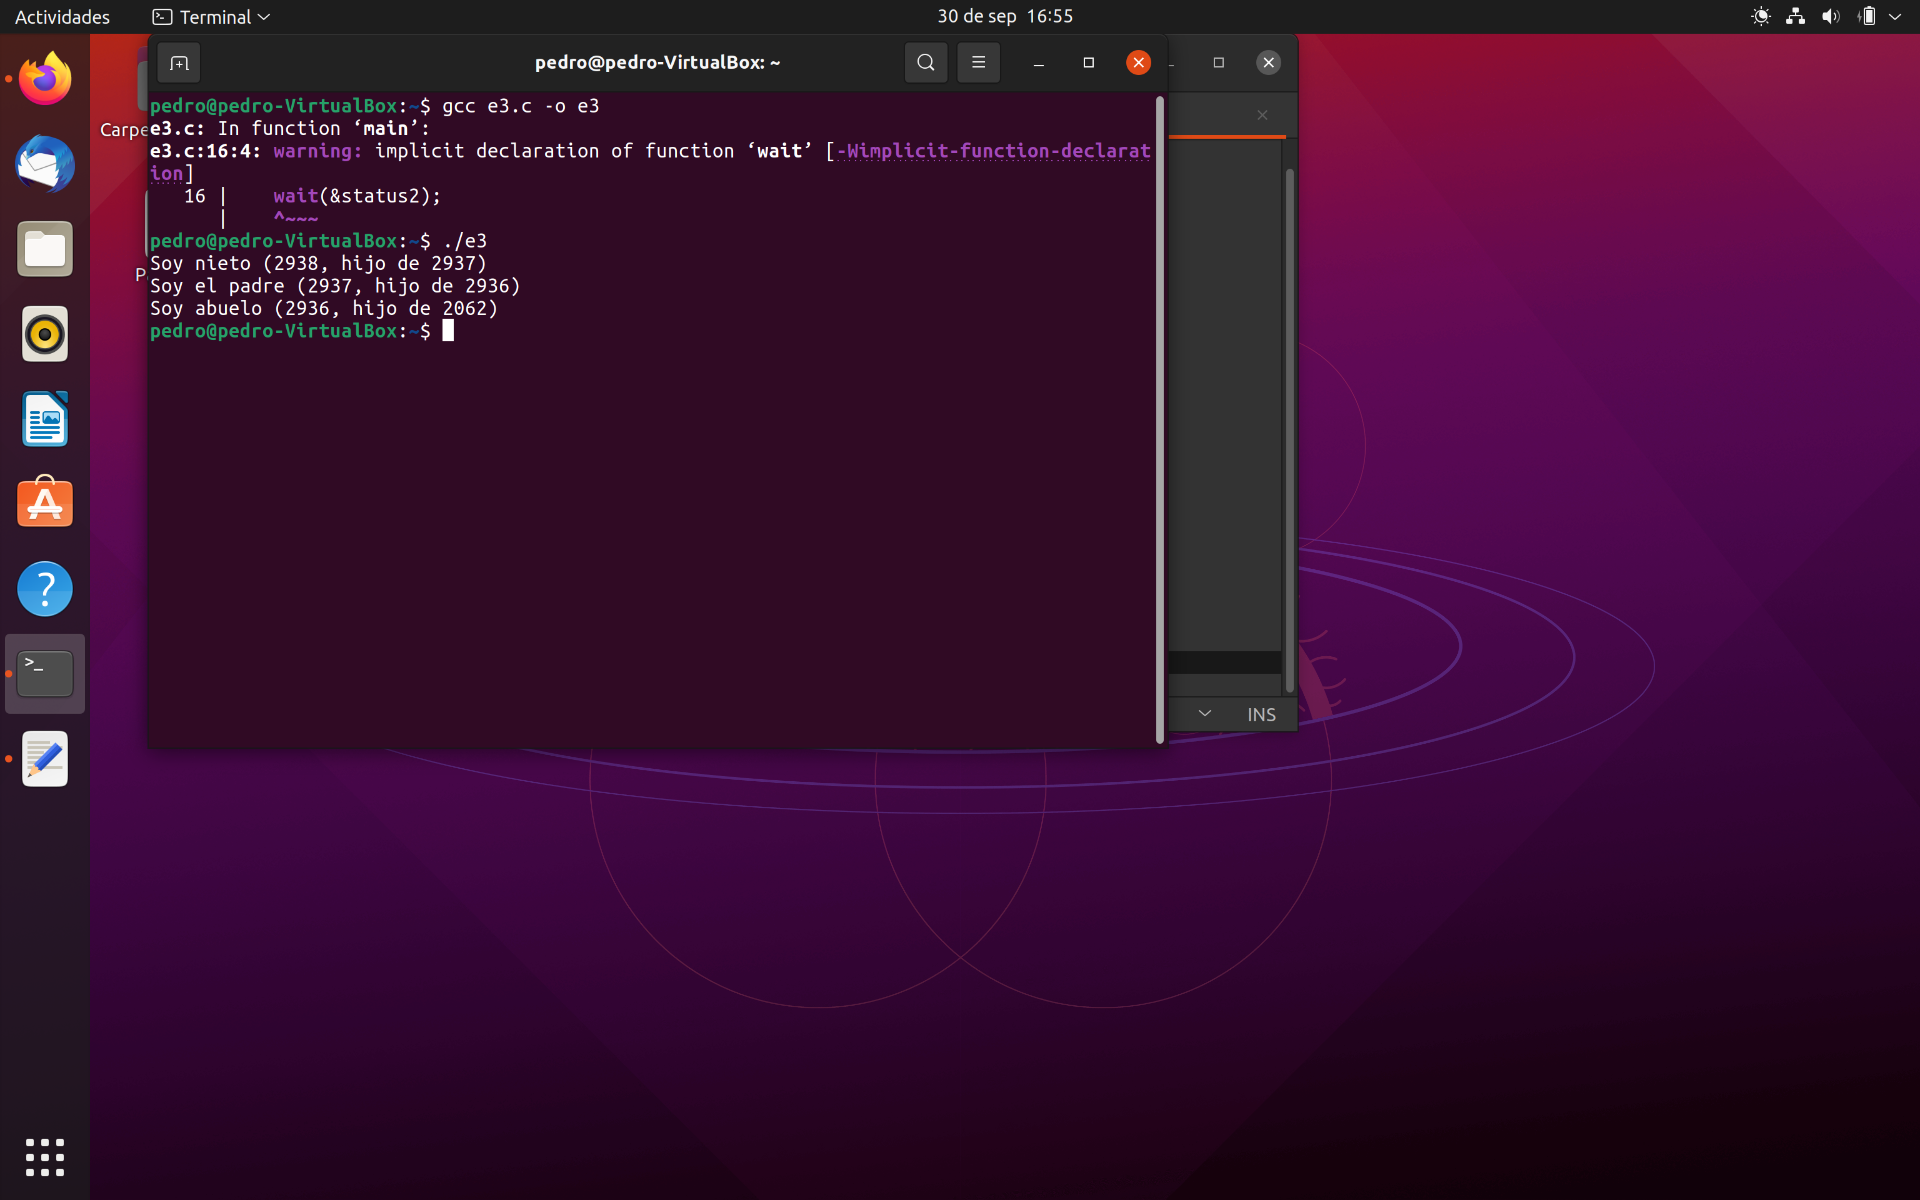 Actividades Terminal 30 de sep 16:55
pedro@pedro-VirtualBox: ~
pedro@pedro-VirtualBox:~$ gcc e3.c -o e3
e3.c: In function ‘main’:
e3.c:16:4: warning: implicit declaration of function ‘wait’ [-Wimplicit-function-declarat
ion]
16 | wait(&status2);
| ^~~~
pedro@pedro-VirtualBox:~$ ./e3
Soy nieto (2938, hijo de 2937)
Soy el padre (2937, hijo de 2936)
Soy abuelo (2936, hijo de 2062)
pedro@pedro-VirtualBox:~$
Carpe
P
INS